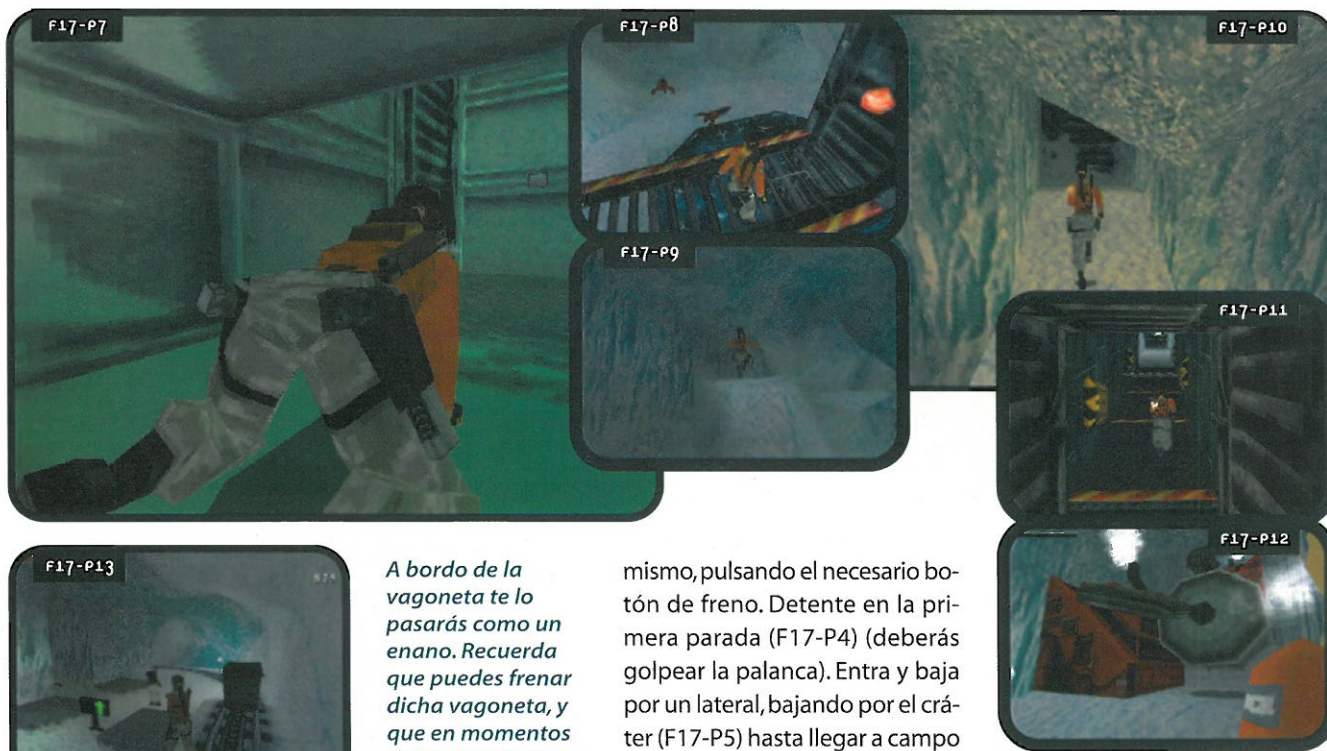 F17-P7
F17-P8
F17-P10
F17-P9
F17-P11
F17-P12
F17-P13
A bordo de la
vagoneta te lo
pasarás como un
enano. Recuerda
que puedes frenar
dicha vagoneta, y
que en momentos
mismo, pulsando el necesario bo-
tón de freno. Detente en la pri-
mera parada (F17-P4) (deberás
golpear la palanca). Entra y baja
por un lateral, bajando por el crá-
ter (F17-P5) hasta llegar a campo